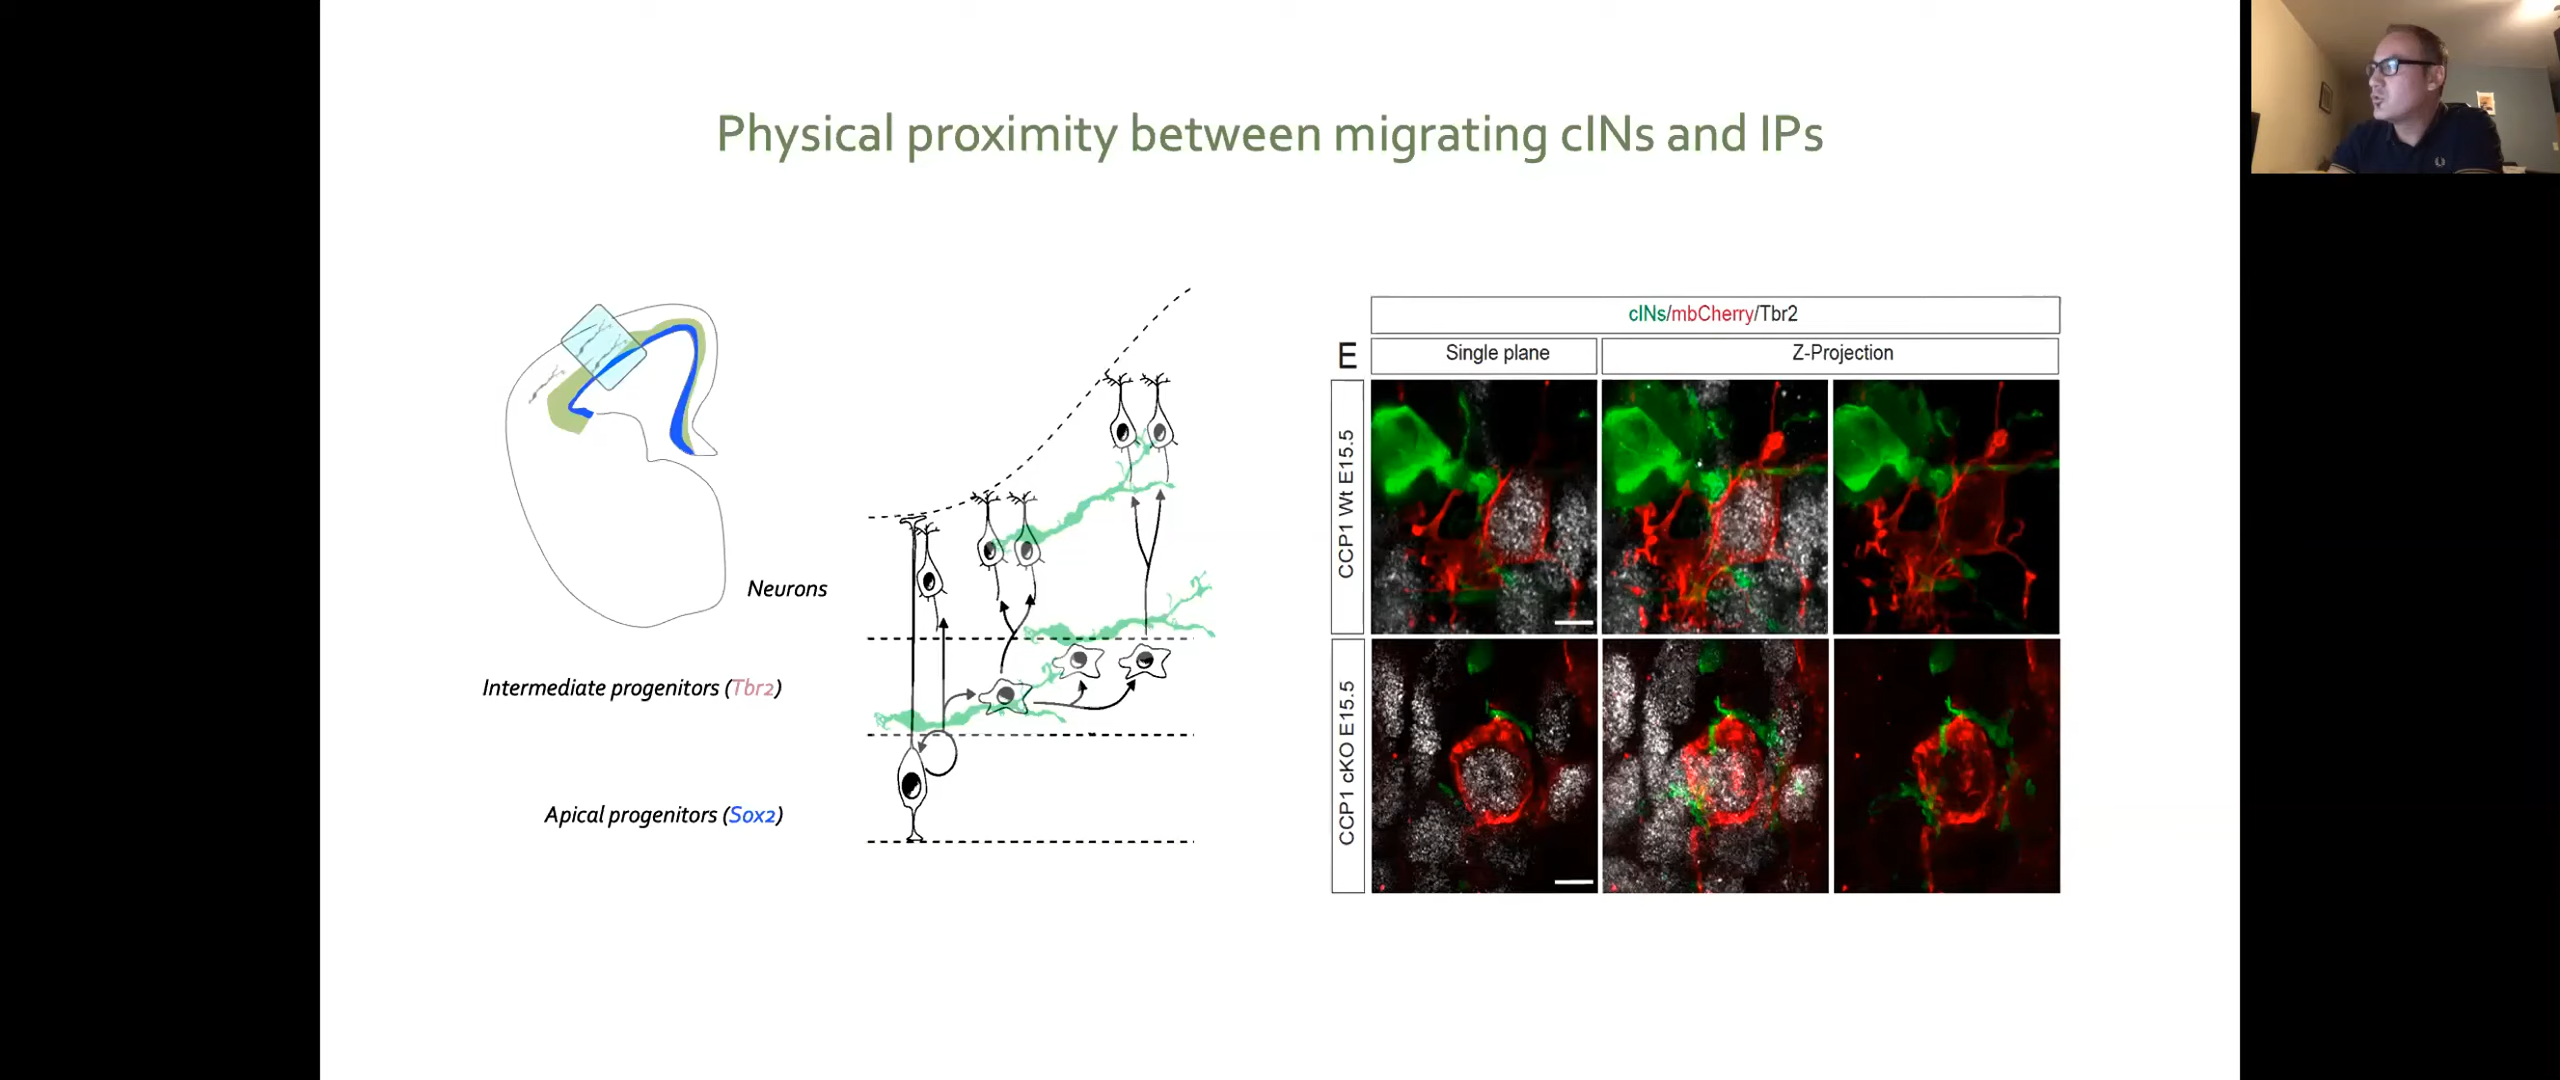 Physical proximity between migrating cINs and IPs
Neurons
Intermediate progenitors (Tbr2)
Apical progenitors (Sox2)
cINs/mbCherry/Tbr2
E
Single plane
Z-Projection
CCP1 Wt E15.5
CCP1 cKO E15.5